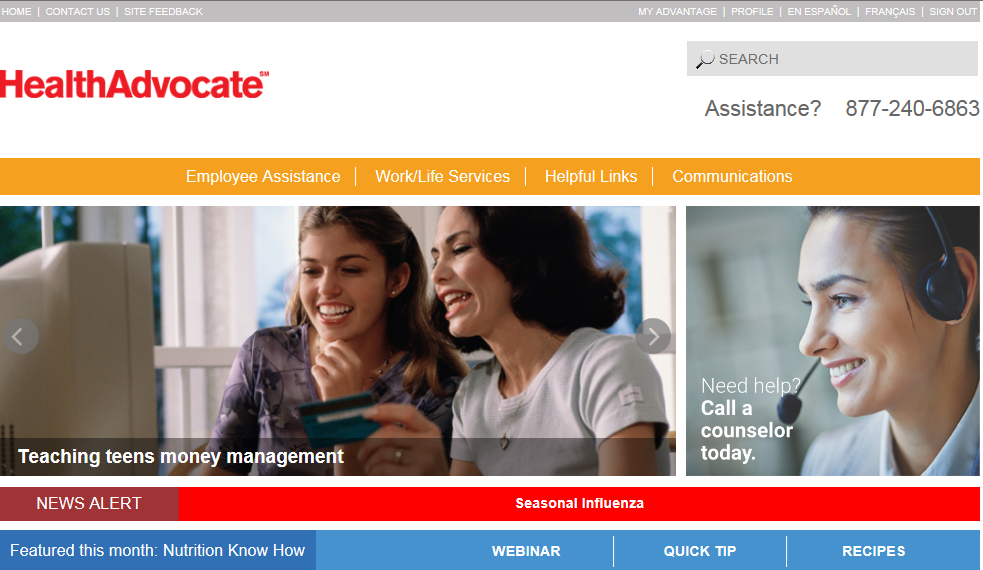 HOME | CONTACT US | SITE FEEDBACK
MY ADVANTAGE | PROFILE | EN ESPAÑOL | FRANÇAIS | SIGN OUT
SEARCH
HealthAdvocate℠
Assistance? 877-240-6863
Employee Assistance | Work/Life Services | Helpful Links | Communications
Need help?
Call a
counselor
today.
Teaching teens money management
NEWS ALERT
Seasonal Influenza
Featured this month: Nutrition Know How
WEBINAR | QUICK TIP | RECIPES